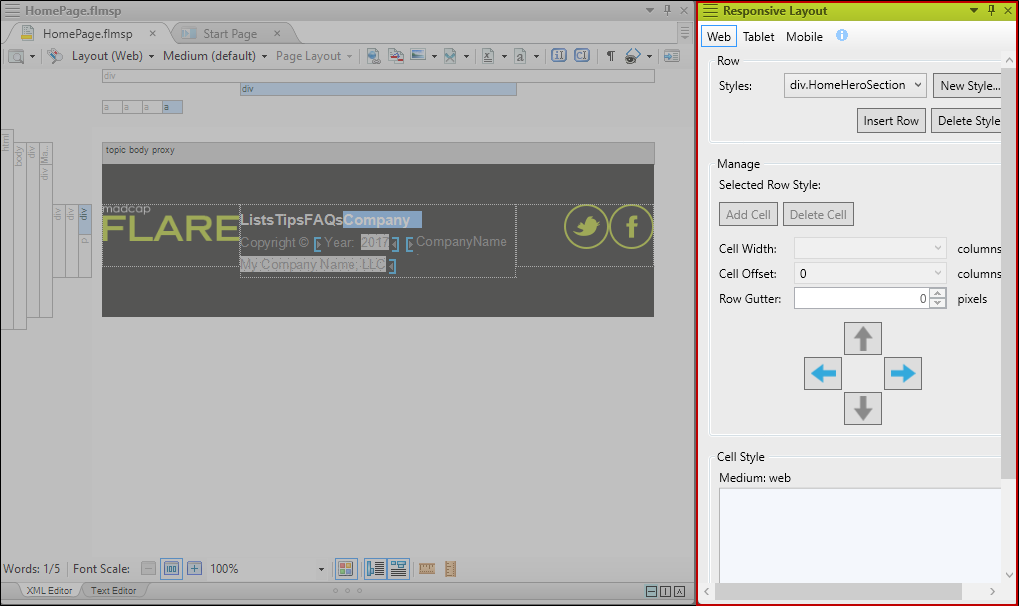 HomePage.flmsp
HomePage.flmsp
Start Page
Layout (Web)
Medium (default)
Page Layout
div
div
a a a a
html
body
div
Ma...
div
div
div
div
p
topic body proxy
madcap
FLARE
ListsTipsFAQsCompany
Copyright © Year: 2017 CompanyName
My Company Name, LLC
Words: 1/5
Font Scale:
100%
XML Editor
Text Editor
Responsive Layout
Web
Tablet
Mobile
Row
Styles:
div.HomeHeroSection
New Style...
Insert Row
Delete Style
Manage
Selected Row Style:
Add Cell
Delete Cell
Cell Width:
columns
Cell Offset:
0
columns
Row Gutter:
0
pixels
Cell Style
Medium: web